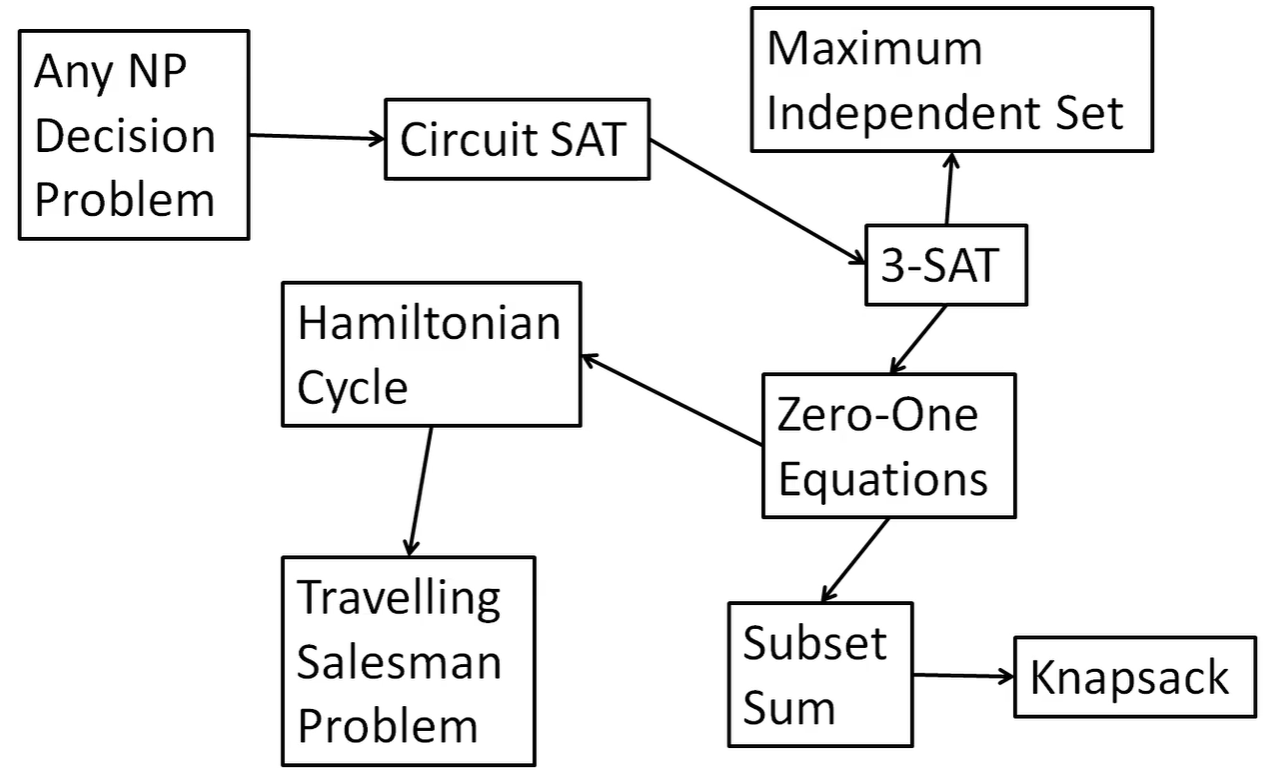 Any NP
Decision
Problem
Circuit SAT
Maximum
Independent Set
3-SAT
Hamiltonian
Cycle
Zero-One
Equations
Travelling
Salesman
Problem
Subset
Sum
Knapsack